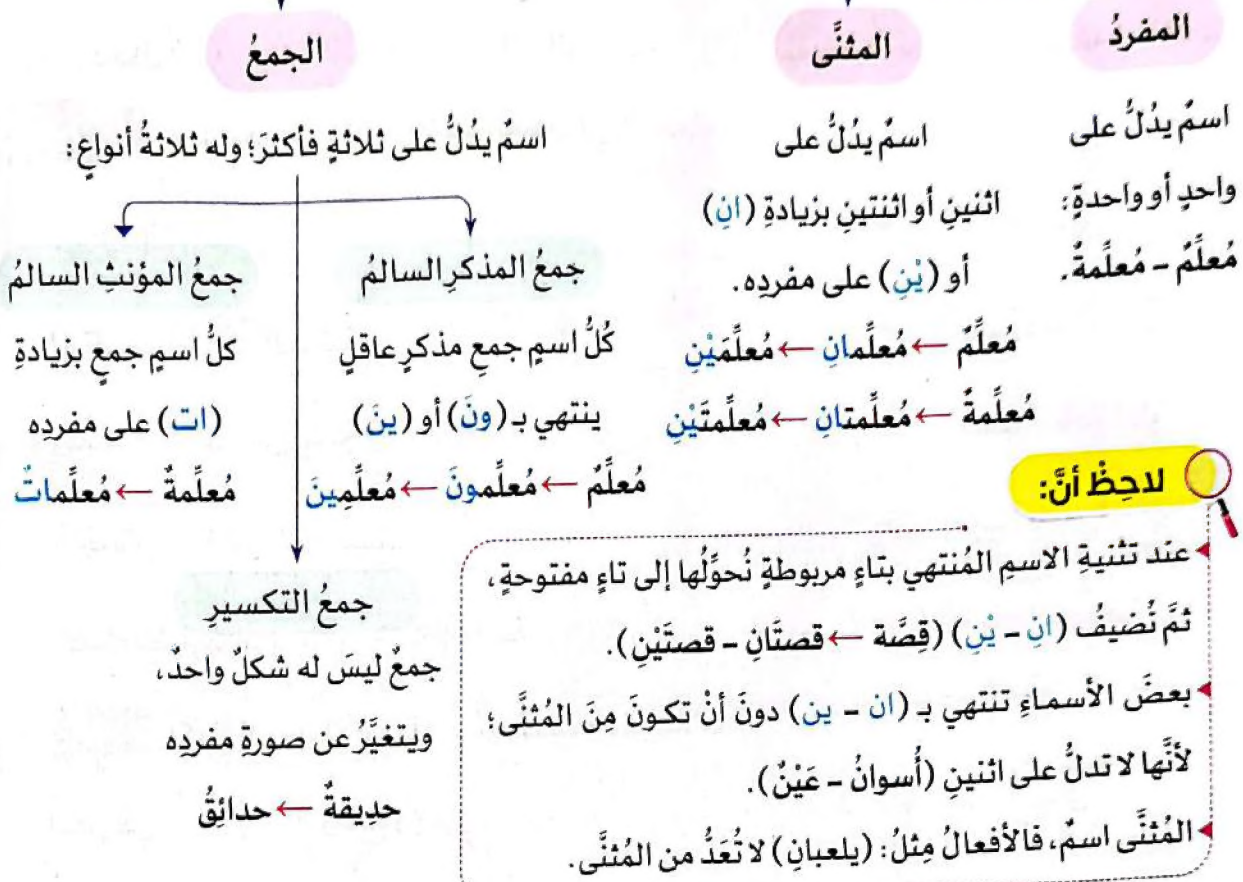 المفردُ
اسمٌ يدُلُّ على
واحدٍ أو واحدةٍ:
مُعلِّمٌ – مُعلِّمةٌ.
المثنَّى
اسمٌ يدُلُّ على
اثنينِ أو اثنتينِ بزيادةِ (انِ)
أو (يْنِ) على مفردِه.
مُعلِّمٌ ← مُعلِّمانِ ← مُعلِّمَيْنِ
مُعلِّمةٌ ← مُعلِّمتانِ ← مُعلِّمتَيْنِ
الجمعُ
اسمٌ يدُلُّ على ثلاثةٍ فأكثرَ؛ وله ثلاثةُ أنواعٍ:
جمعُ المذكرِ السالمُ
كُلُّ اسمِ جمعِ مذكرٍ عاقلٍ
ينتهي بـ (ونَ) أو (ينَ)
مُعلِّمٌ ← مُعلِّمونَ ← مُعلِّمِينَ
جمعُ المؤنثِ السالمُ
كلُّ اسمِ جمعٍ بزيادةِ
(ات) على مفردِه
مُعلِّمةٌ ← مُعلِّماتٌ
جمعُ التكسيرِ
جمعٌ ليسَ له شكلٌ واحدٌ،
ويتغيَّرُ عن صورةِ مفردِه
حدِيقةٌ ← حدائِقُ
لاحِظْ أنَّ:
عند تثنيةِ الاسمِ المُنتهي بتاءٍ مربوطةٍ نُحوِّلُها إلى تاءٍ مفتوحةٍ،
ثمَّ نُضيفُ (انِ – يْنِ) (قِصَّة ← قصتَانِ – قصتَيْنِ).
بعضَ الأسماءِ تنتهي بـ (ان – ين) دونَ أنْ تكونَ مِنَ المُثنَّى؛
لأنَّها لا تدلُّ على اثنينِ (أُسوانُ – عَيْنٌ).
المُثنَّى اسمٌ، فالأفعالُ مِثلُ: (يلعبانِ) لا تُعَدُّ من المُثنَّى.